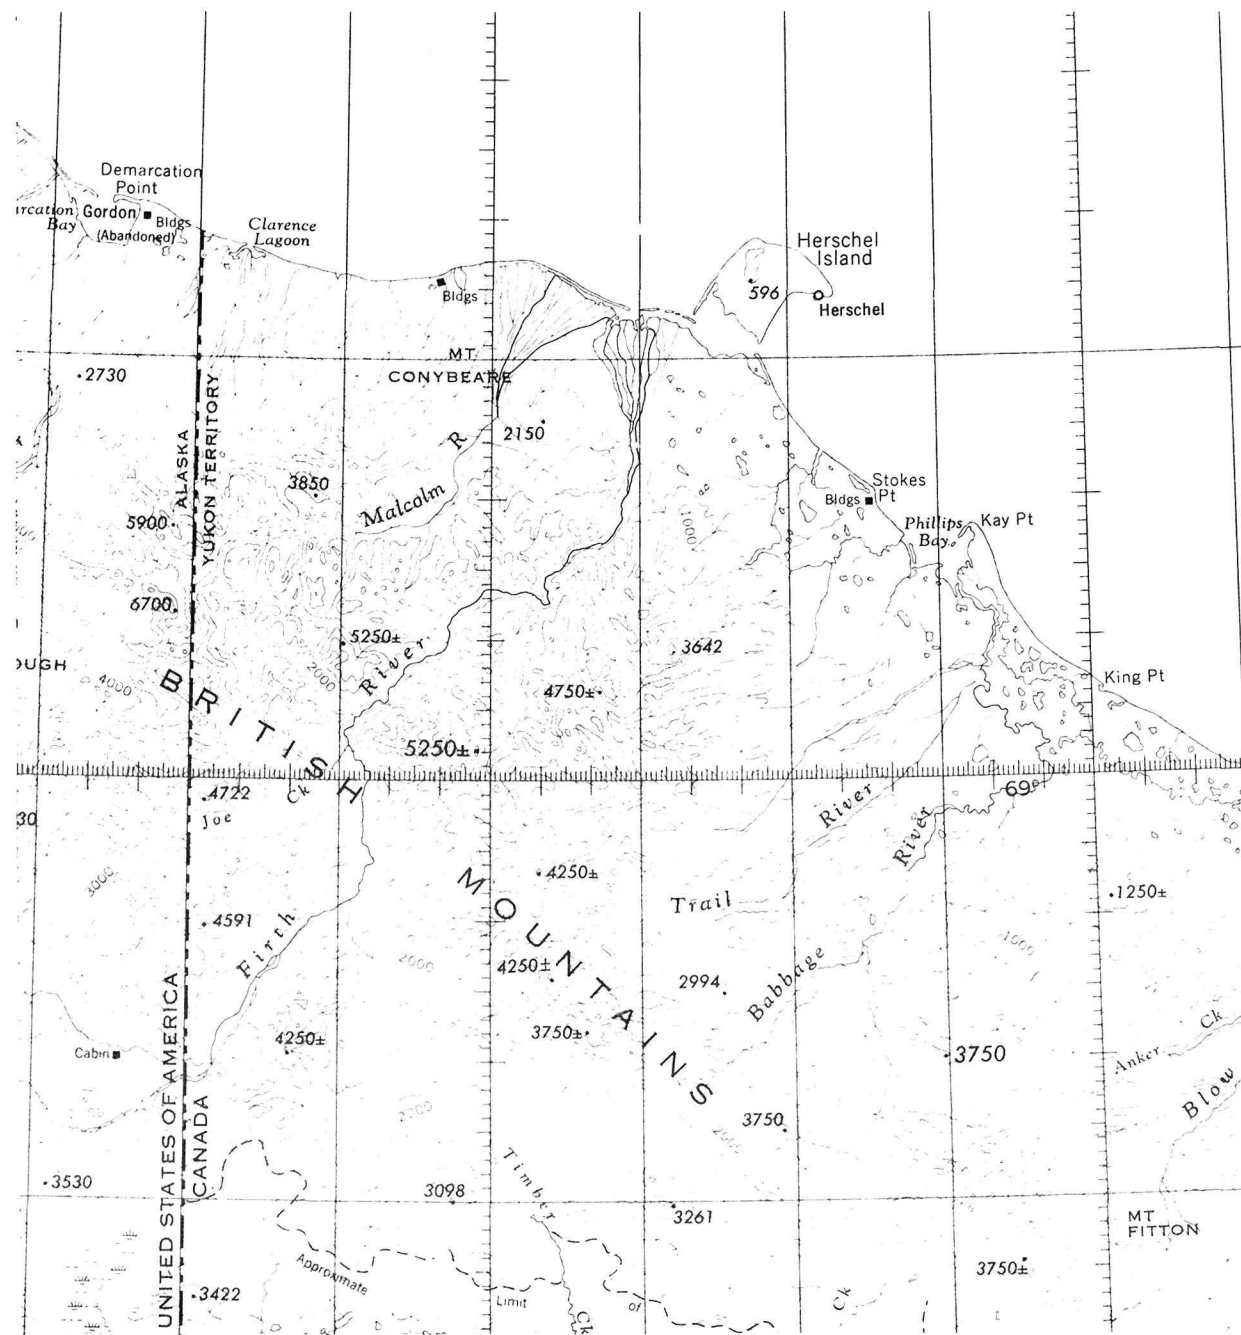 Demarcation
Point
Gordon
Bldgs
(Abandoned)
Bay
Clarence
Lagoon
Bldgs
Herschel
Island
596
Herschel
MT.
CONYBEARE
2730
ALASKA
YUKON TERRITORY
2150
Malcolm R
3850
5900
1000
Bldgs
Stokes
Pt
Phillips
Bay
Kay Pt
6700
5250±
2000
River
3642
4000
4750±
King Pt
BRITISH
5250±
69°
4722
Joe
Ck
30
River
River
3000
4250±
1250±
MOUNTAINS
Trail
4591
Firth
2000
4250±
2994
Babbage
1000
3750±
4250±
Cabin
3750
Anker Ck
Blow
UNITED STATES OF AMERICA
CANADA
3750
2000
3530
3098
Timber
3261
MT
FITTON
3750±
3422
Approximate
Limit
of
Ck
Ck